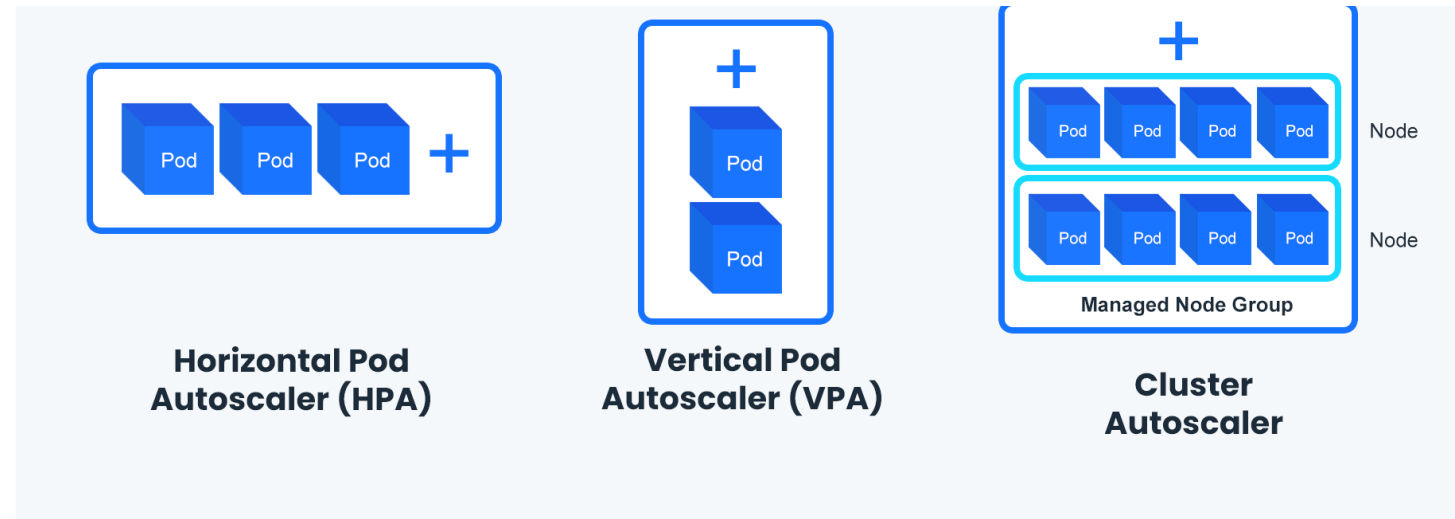 Pod Pod Pod
Horizontal Pod
Autoscaler (HPA)
Pod
Pod
Vertical Pod
Autoscaler (VPA)
Pod Pod Pod Pod Node
Pod Pod Pod Pod Node
Managed Node Group
Cluster
Autoscaler